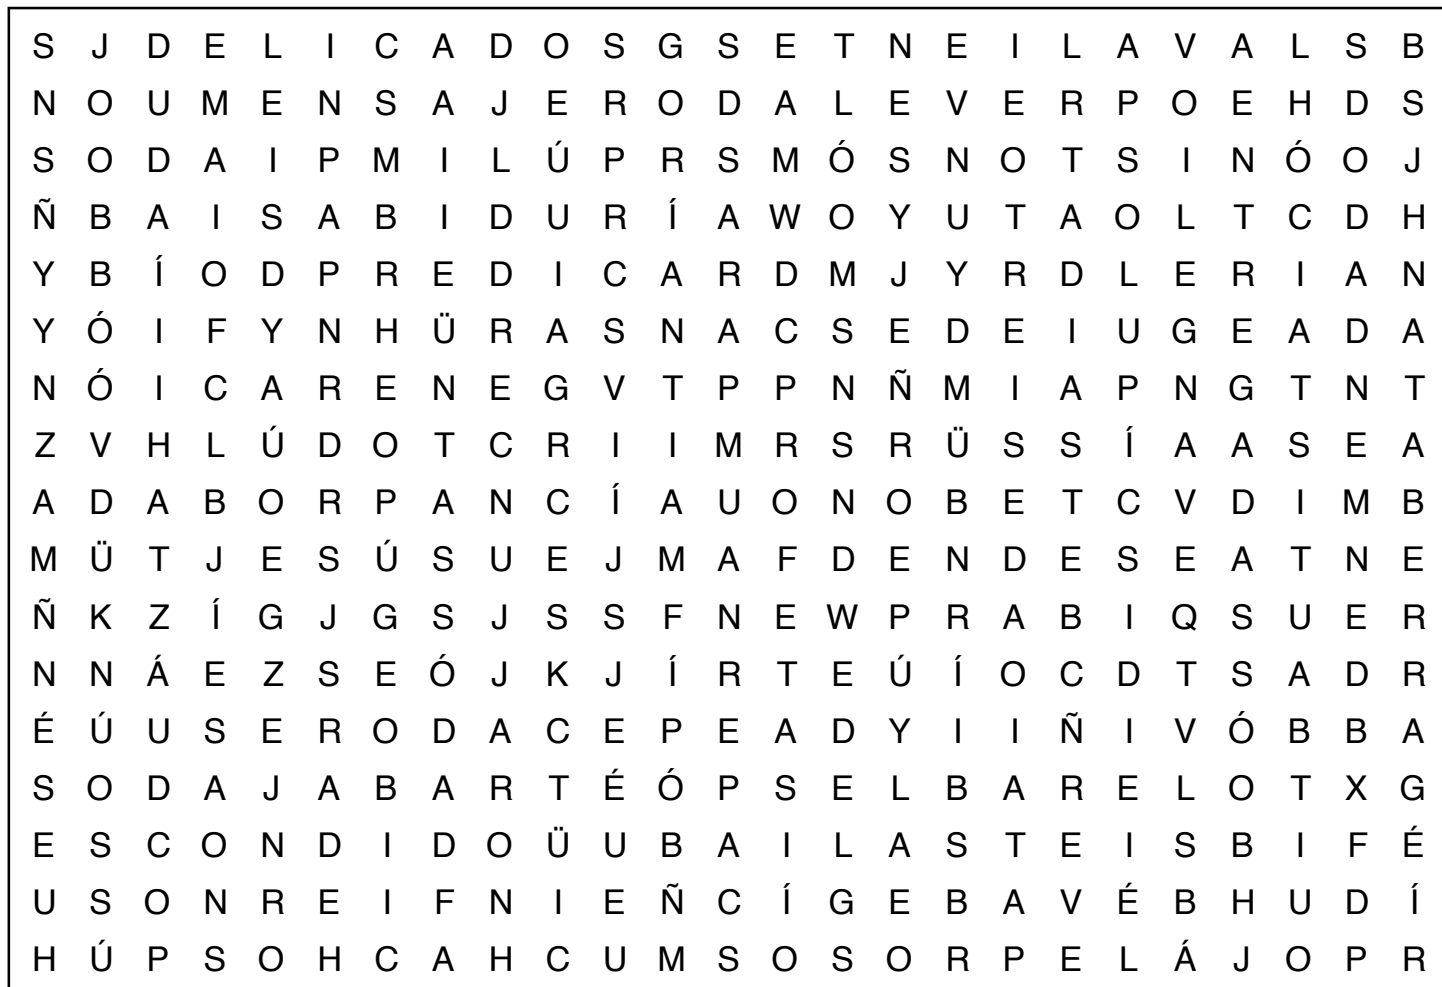 S J D E L I C A D O S G S E T N E I L A V A L S B
N O U M E N S A J E R O D A L E V E R P O E H D S
S O D A I P M I L Ú P R S M Ó S N O T S I N Ó O J
Ñ B A I S A B I D U R Í A W O Y U T A O L T C D H
Y B Í O D P R E D I C A R D M J Y R D L E R I A N
Y Ó I F Y N H Ü R A S N A C S E D E I U G E A D A
N Ó I C A R E N E G V T P P N Ñ M I A P N G T N T
Z V H L Ú D O T C R I I M R S R Ü S S Í A A S E A
A D A B O R P A N C Í A U O N O B E T C V D I M B
M Ü T J E S Ú S U E J M A F D E N D E S E A T N E
Ñ K Z Í G J G S J S S F N E W P R A B I Q S U E R
N N Á E Z S E Ó J K J Í R T E Ú Í O C D T S A D R
É Ú U S E R O D A C E P E A D Y I I Ñ I V Ó B B A
S O D A J A B A R T É Ó P S E L B A R E L O T X G
E S C O N D I D O Ü U B A I L A S T E I S B I F É
U S O N R E I F N I E Ñ C Í G E B A V É B H U D Í
H Ú P S O H C A H C U M S O S O R P E L Á J O P R